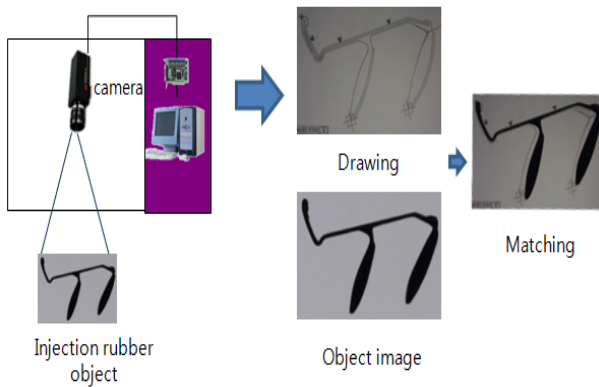 camera
Injection rubber
object
Drawing
Object image
Matching